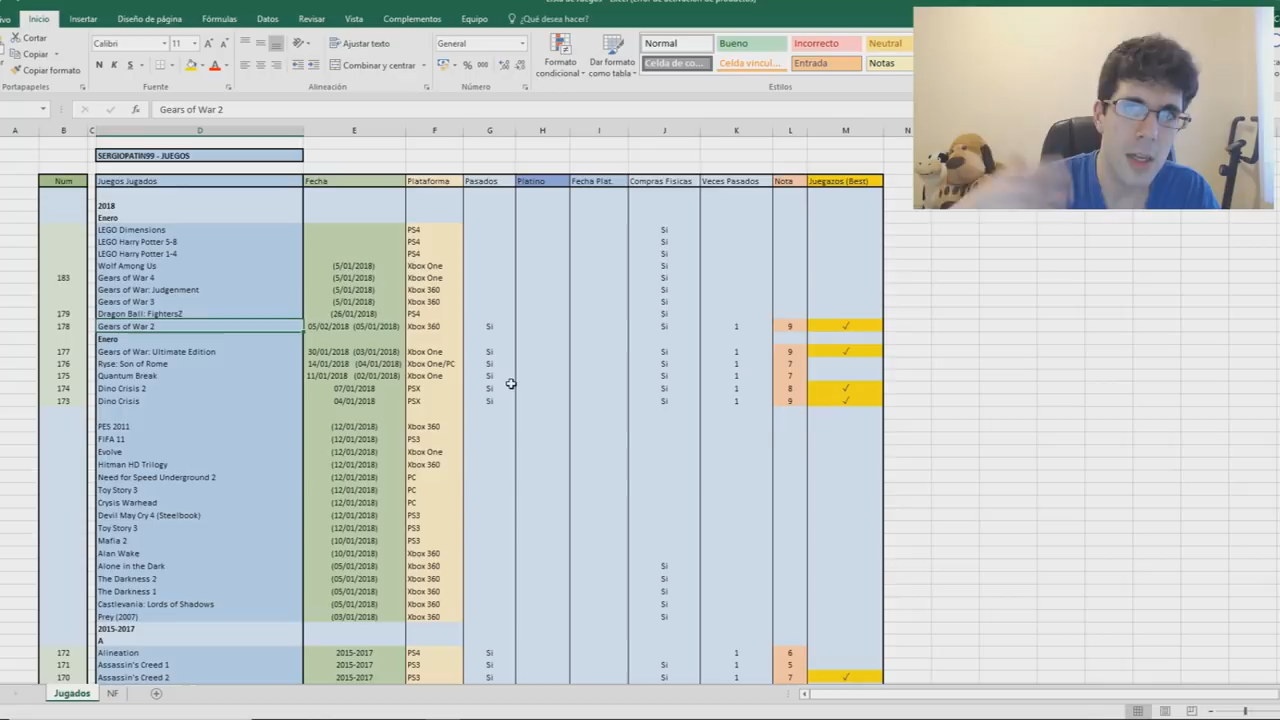 Inicio Insertar Diseño de página Fórmulas Datos Revisar Vista Complementos Equipo ¿Qué desea hacer?
Cortar
Copiar
Copiar formato
Portapapeles
Calibri 11
N K S
Fuente
Ajustar texto
Combinar y centrar
Alineación
General
% 000
Número
Formato condicional
Dar formato como tabla
Normal Bueno Incorrecto Neutral
Celda de co... Celda vincul... Entrada Notas
Estilos
fx Gears of War 2
A B C D E F G H I J K L M N
SERGIOPATIN99 - JUEGOS
Num Juegos Jugados Fecha Plataforma Pasados Platino Fecha Plat. Compras Fisicas Veces Pasados Nota Juegazos (Best)
2018
Enero
LEGO Dimensions PS4 Si
LEGO Harry Potter 5-8 PS4 Si
LEGO Harry Potter 1-4 PS4 Si
Wolf Among Us (5/01/2018) Xbox One Si
183 Gears of War 4 (5/01/2018) Xbox One Si
Gears of War: Judgenment (5/01/2018) Xbox 360 Si
Gears of War 3 (5/01/2018) Xbox 360 Si
179 Dragon Ball: FightersZ (26/01/2018) PS4 Si
178 Gears of War 2 05/02/2018 (05/01/2018) Xbox 360 Si Si 1 9 ✓
Enero
177 Gears of War: Ultimate Edition 30/01/2018 (03/01/2018) Xbox One Si Si 1 9 ✓
176 Ryse: Son of Rome 14/01/2018 (04/01/2018) Xbox One/PC Si Si 1 7
175 Quantum Break 11/01/2018 (02/01/2018) Xbox One Si Si 1 7
174 Dino Crisis 2 07/01/2018 PSX Si Si 1 8 ✓
173 Dino Crisis 04/01/2018 PSX Si Si 1 9 ✓
PES 2011 (12/01/2018) Xbox 360
FIFA 11 (12/01/2018) PS3
Evolve (12/01/2018) Xbox One
Hitman HD Trilogy (12/01/2018) Xbox 360
Need for Speed Underground 2 (12/01/2018) PC
Toy Story 3 (12/01/2018) PC
Crysis Warhead (12/01/2018) PC
Devil May Cry 4 (Steelbook) (12/01/2018) PS3
Toy Story 3 (12/01/2018) PS3
Mafia 2 (10/01/2018) PS3
Alan Wake (10/01/2018) Xbox 360
Alone in the Dark (05/01/2018) Xbox 360 Si
The Darkness 2 (05/01/2018) Xbox 360 Si
The Darkness 1 (05/01/2018) Xbox 360 Si
Castlevania: Lords of Shadows (05/01/2018) Xbox 360 Si
Prey (2007) (03/01/2018) Xbox 360 Si
2015-2017
A
172 Alineation 2015-2017 PS4 Si 1 6
171 Assassin's Creed 1 2015-2017 PS3 Si Si 1 5
170 Assassin's Creed 2 2015-2017 PS3 Si Si 1 7 ✓
Jugados NF